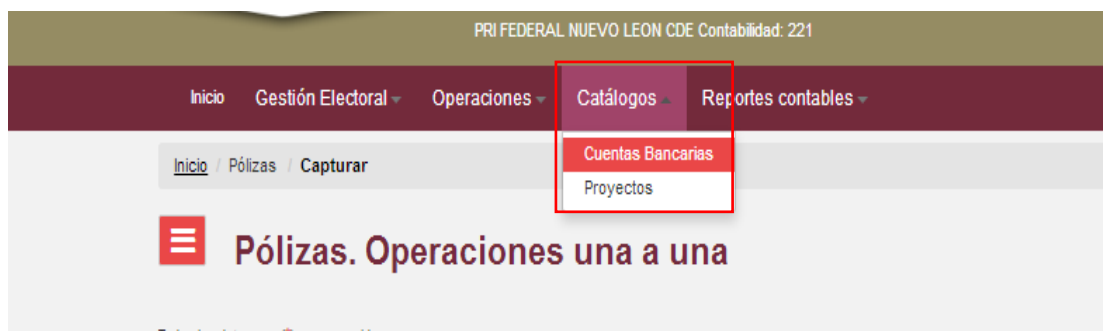 PRI FEDERAL NUEVO LEON CDE Contabilidad: 221
Inicio Gestión Electoral Operaciones Catálogos Reportes contables
Cuentas Bancarias
Inicio / Pólizas / Capturar
Proyectos
Pólizas. Operaciones una a una